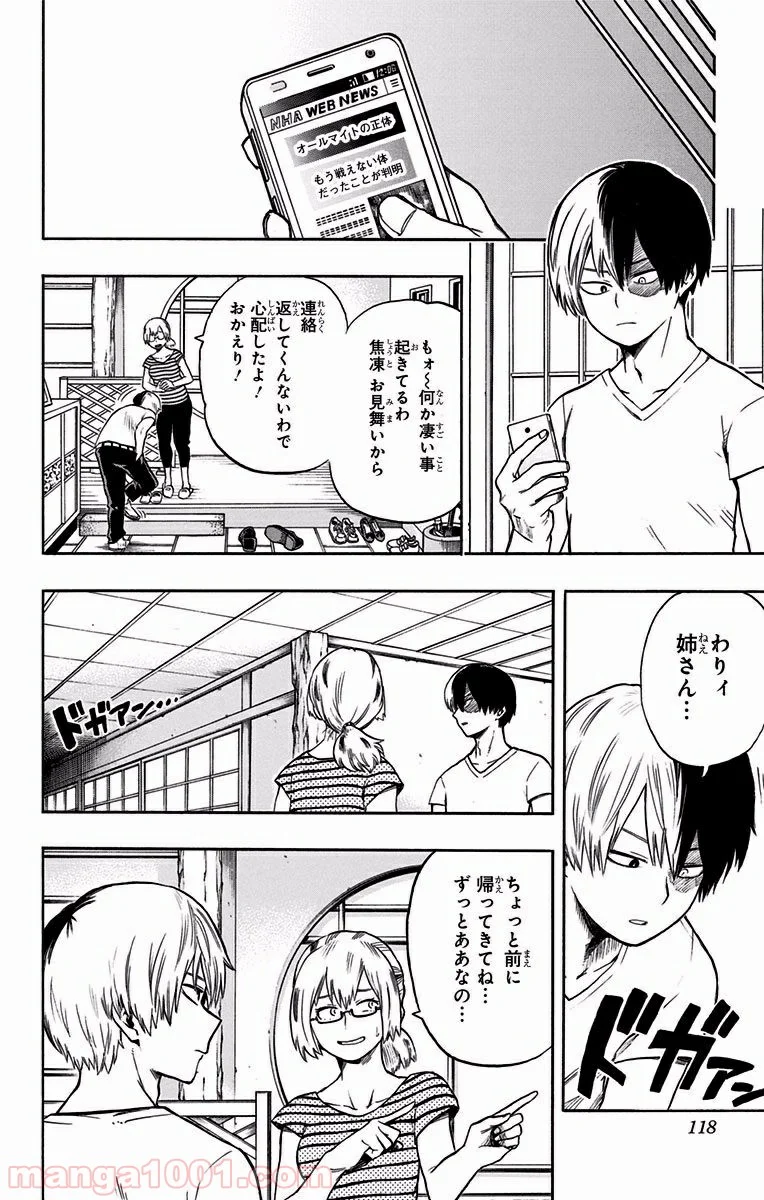 12:06
NHA WEB NEWS
オールマイトの正体
もう戦えない体
だったことが判明
もォ〜何か凄い事
起きてるわ
焦凍 お見舞いから
連絡
返してくんないわで
心配したよ!
おかえり!
わりィ
姉さん…
ドガアン
ドガアン…
ちょっと前に
帰ってきてね…
ずっとああなの…
118
manga1001.com